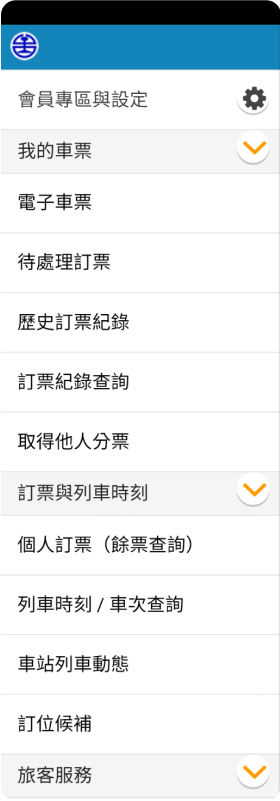 會員專區與設定
我的車票
電子車票
待處理訂票
歷史訂票紀錄
訂票紀錄查詢
取得他人分票
訂票與列車時刻
個人訂票（餘票查詢）
列車時刻 / 車次查詢
車站列車動態
訂位候補
旅客服務